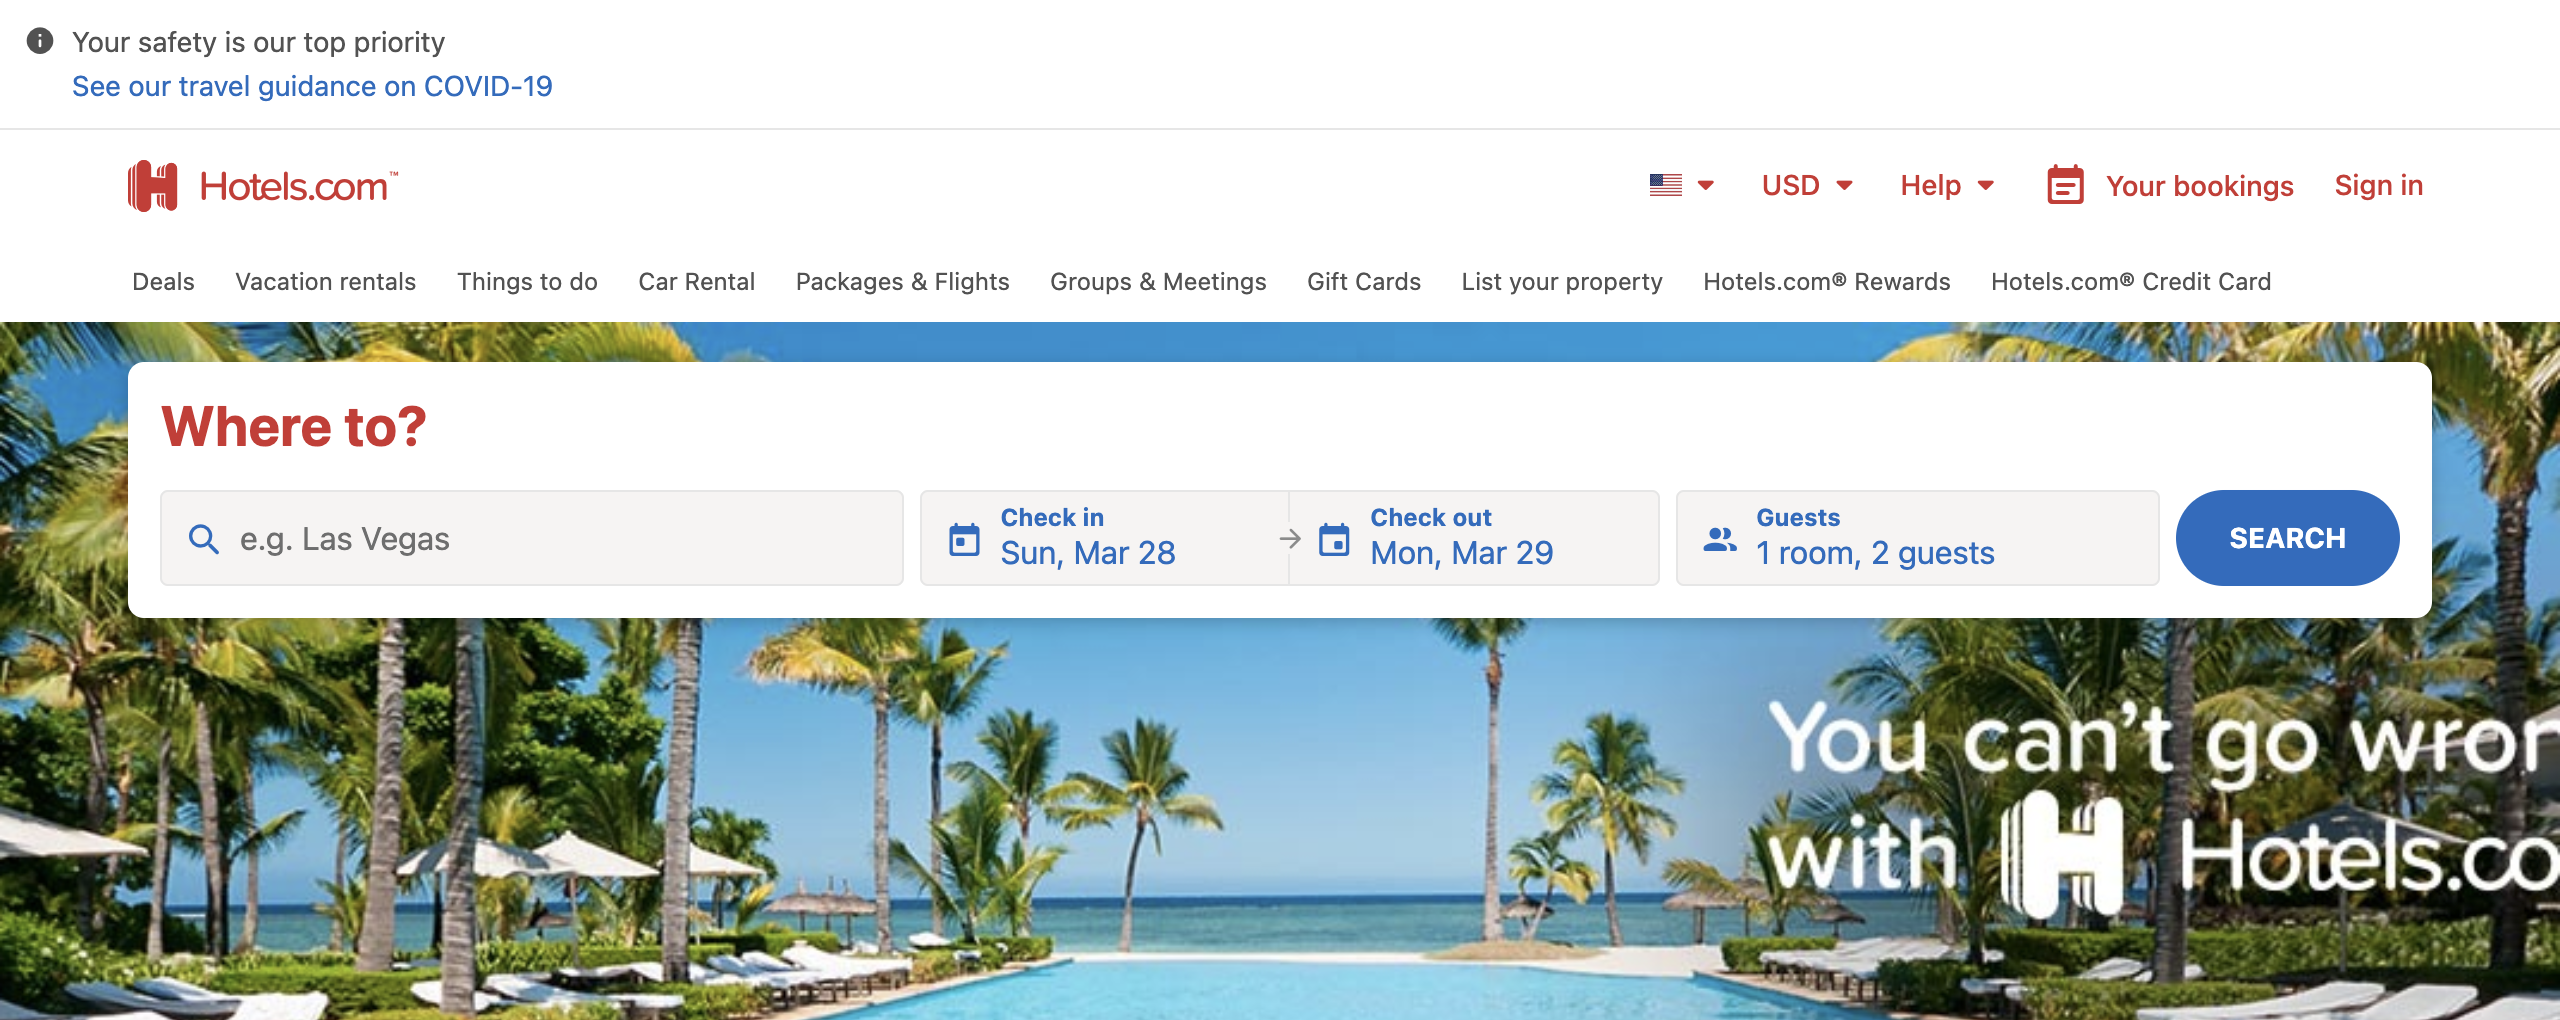 Your safety is our top priority
See our travel guidance on COVID-19
Hotels.com™
USD
Help
Your bookings
Sign in
Deals
Vacation rentals
Things to do
Car Rental
Packages & Flights
Groups & Meetings
Gift Cards
List your property
Hotels.com® Rewards
Hotels.com® Credit Card
Where to?
e.g. Las Vegas
Check in
Sun, Mar 28
Check out
Mon, Mar 29
Guests
1 room, 2 guests
SEARCH
You can't go wron
with H Hotels.co